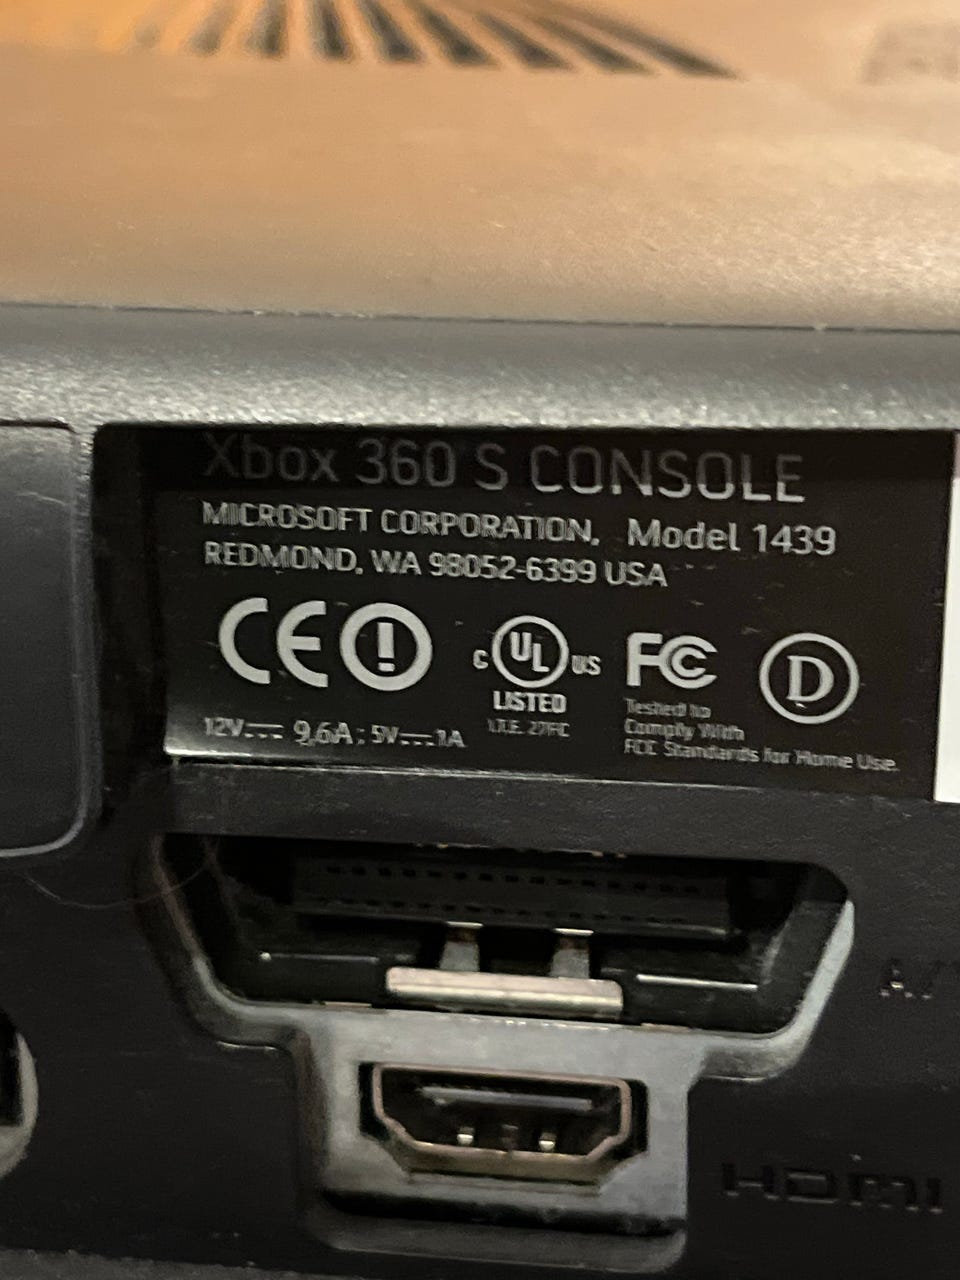 Xbox 360 S CONSOLE
MICROSOFT CORPORATION, Model 1439
REDMOND, WA 98052-6399 USA
CE
C UL US
LISTED
I.T.E. 27FC
FC
Tested to
Comply With
FCC Standards for Home Use.
D
12V⎓ 9.6A; 5V⎓1A
HDMI